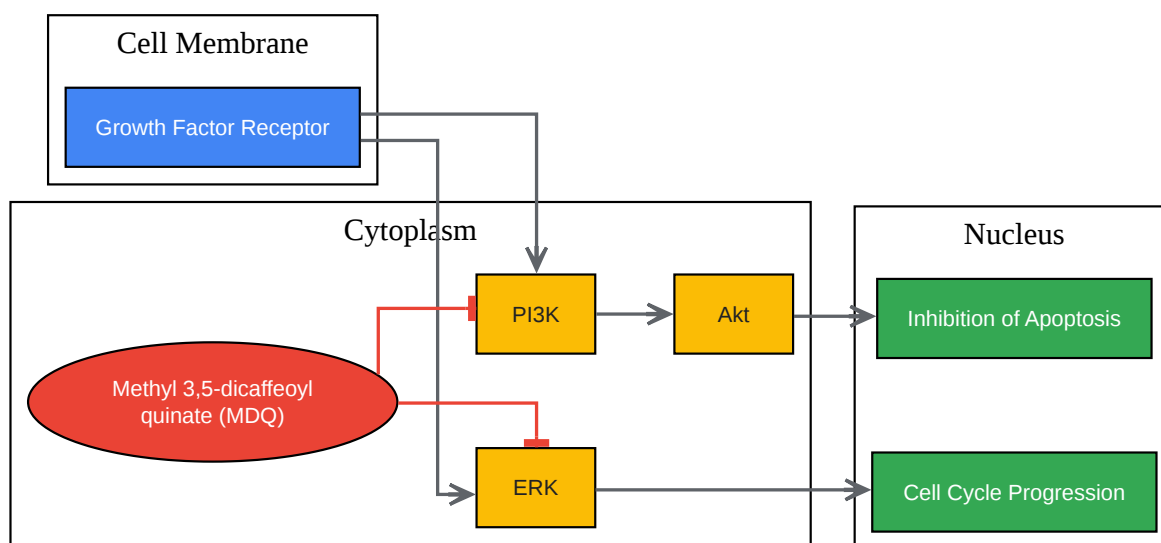 Cell Membrane
Growth Factor Receptor
Cytoplasm
Nucleus
PI3K
Akt
Inhibition of Apoptosis
Methyl 3,5-dicaffeoyl
quinate (MDQ)
ERK
Cell Cycle Progression